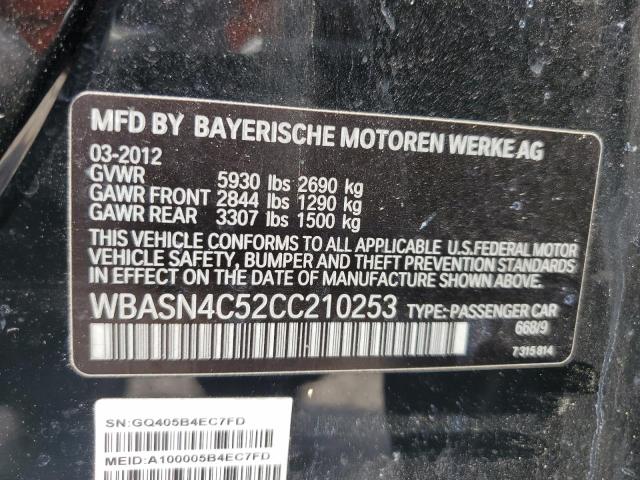 MFD BY BAYERISCHE MOTOREN WERKE AG
03-2012
GVWR 5930 lbs 2690 kg
GAWR FRONT 2844 lbs 1290 kg
GAWR REAR 3307 lbs 1500 kg
THIS VEHICLE CONFORMS TO ALL APPLICABLE U.S.FEDERAL MOTOR
VEHICLE SAFETY, BUMPER AND THEFT PREVENTION STANDARDS
IN EFFECT ON THE DATE OF MANUFACTURE SHOWN ABOVE.
WBASN4C52CC210253 TYPE: PASSENGER CAR
668/9
7 315 814
SN:GQ405B4EC7FD
MEID:A100005B4EC7FD